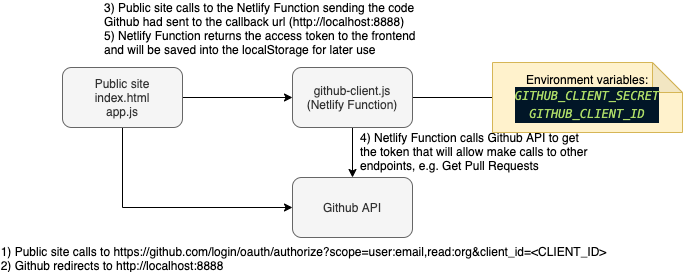 3) Public site calls to the Netlify Function sending the code
Github had sent to the callback url (http://localhost:8888)
5) Netlify Function returns the access token to the frontend
and will be saved into the localStorage for later use
Public site
index.html
app.js
github-client.js
(Netlify Function)
Environment variables:
GITHUB_CLIENT_SECRET
GITHUB_CLIENT_ID
4) Netlify Function calls Github API to get
the token that will allow make calls to other
endpoints, e.g. Get Pull Requests
Github API
1) Public site calls to https://github.com/login/oauth/authorize?scope=user:email,read:org&client_id=<CLIENT_ID>
2) Github redirects to http://localhost:8888